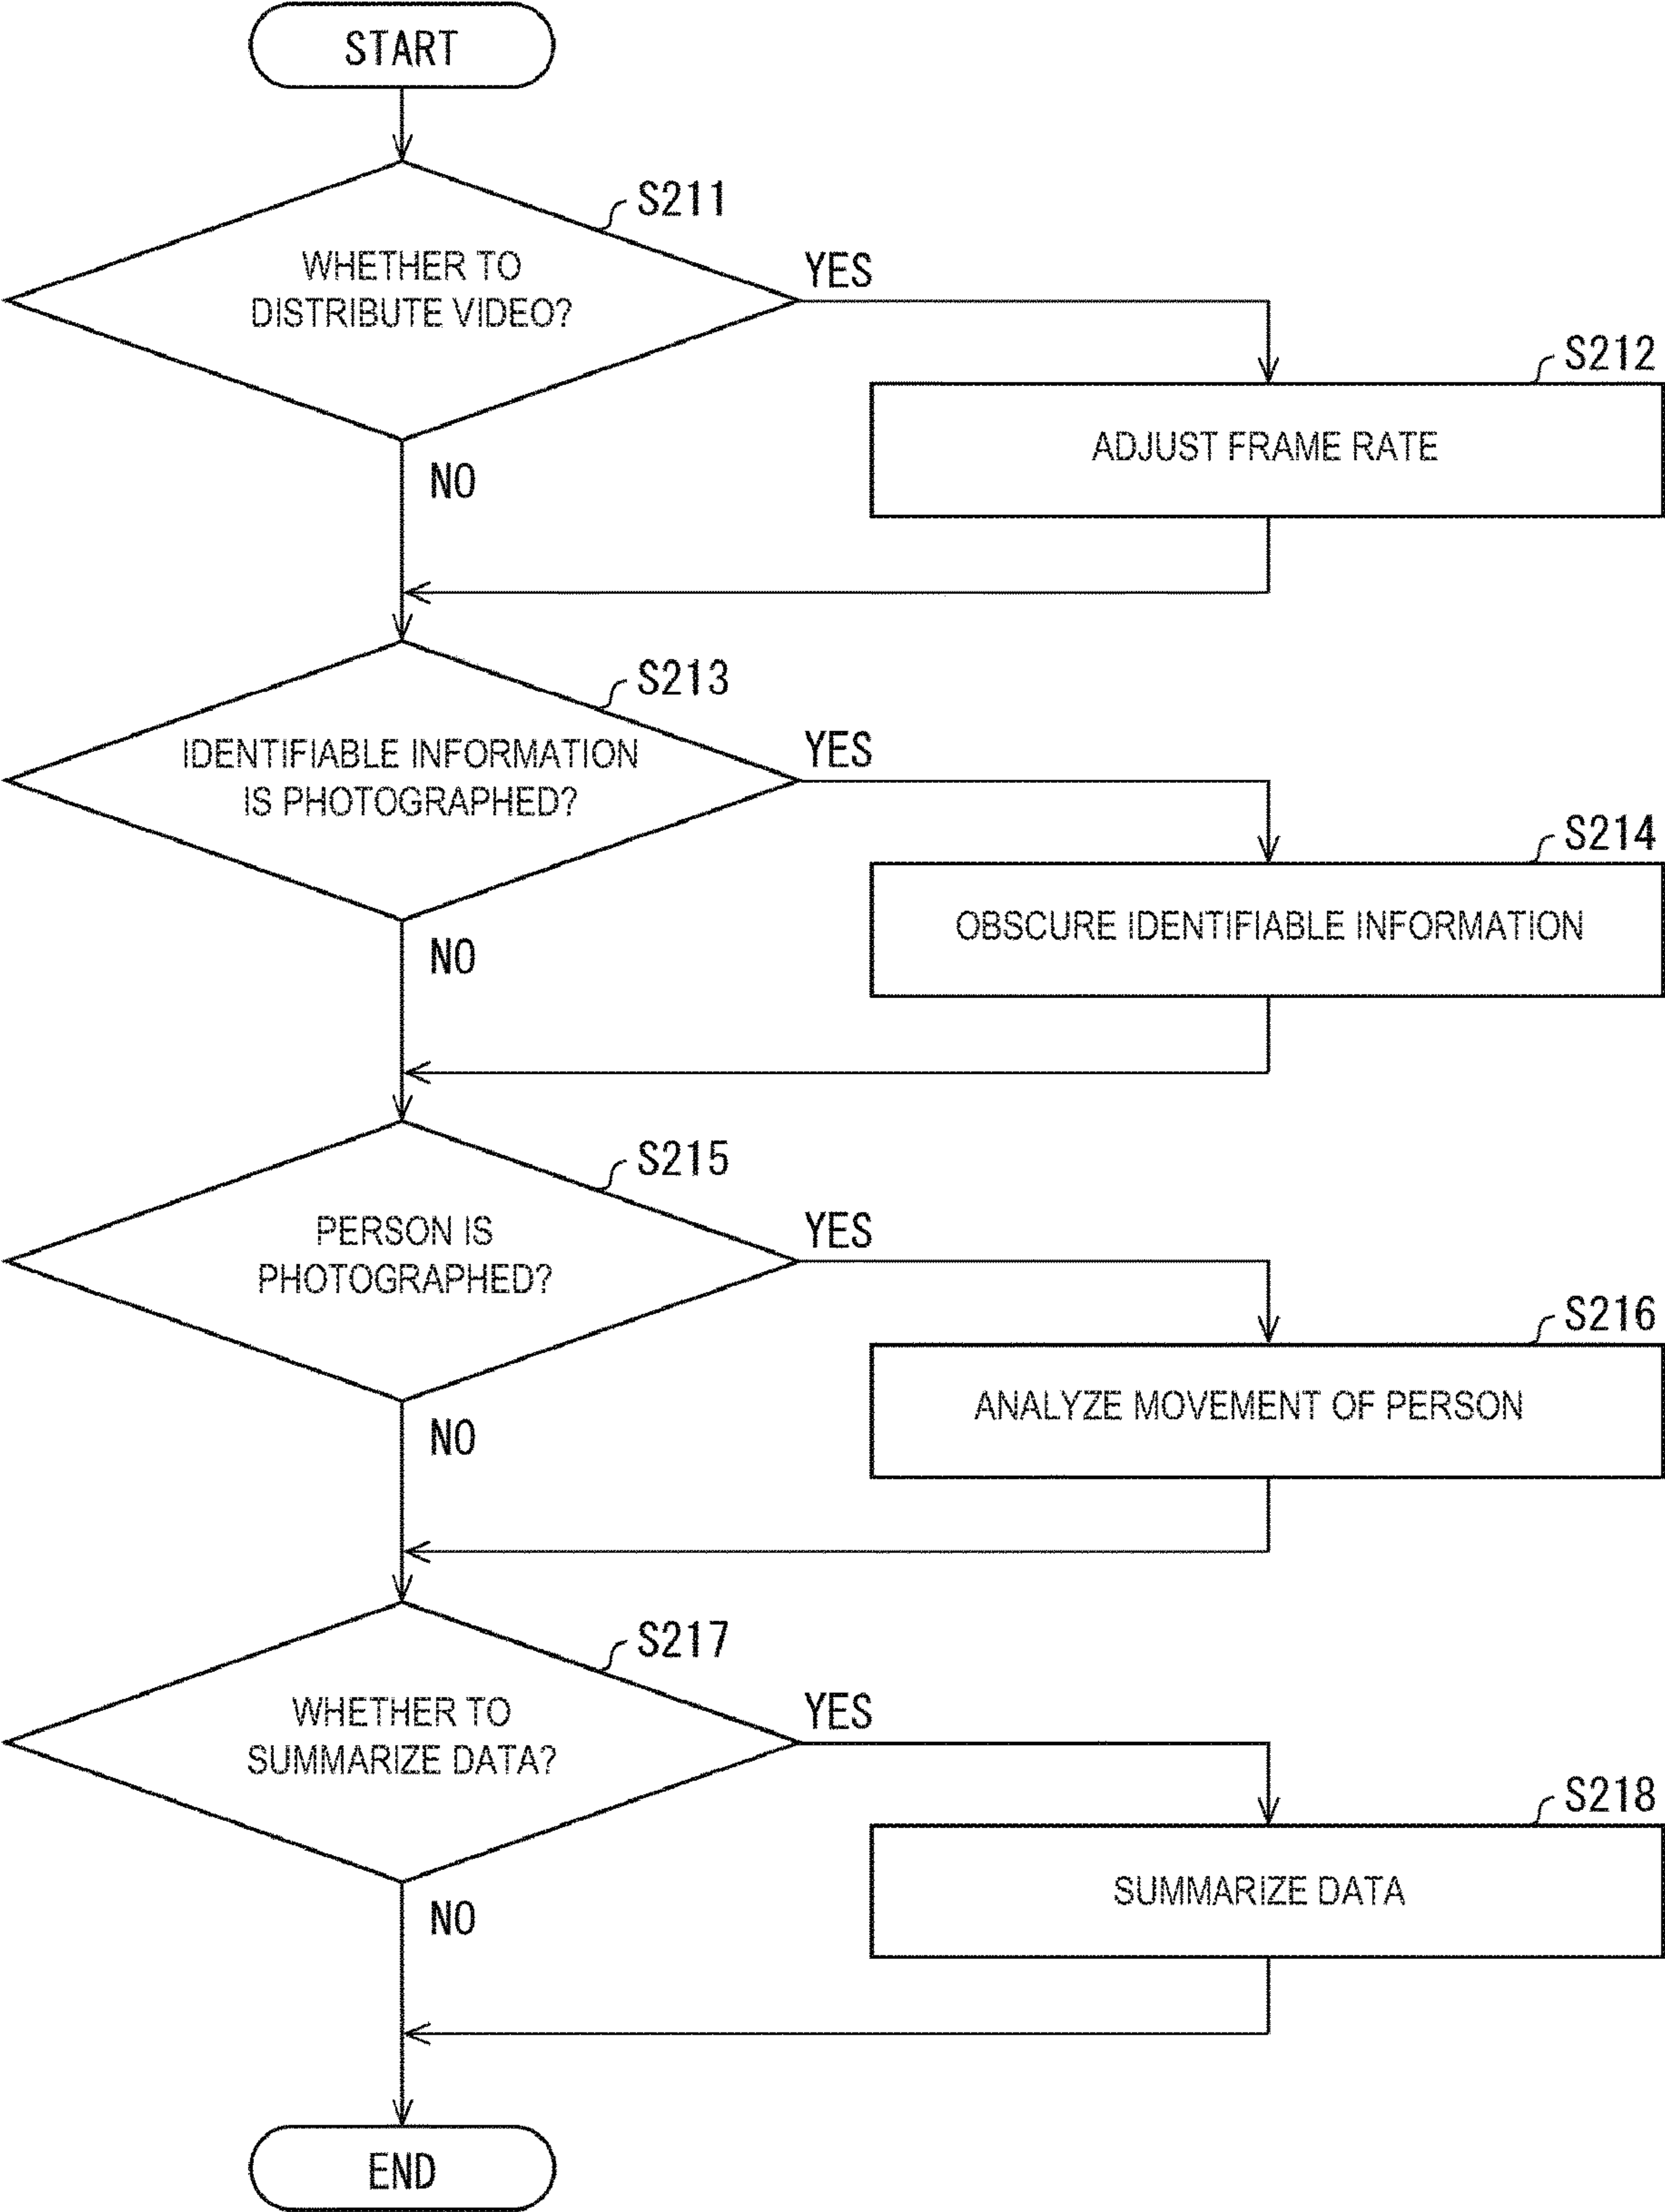 START
S211
WHETHER TO
DISTRIBUTE VIDEO?
YES
S212
ADJUST FRAME RATE
NO
S213
IDENTIFIABLE INFORMATION
IS PHOTOGRAPHED?
YES
S214
OBSCURE IDENTIFIABLE INFORMATION
NO
S215
PERSON IS
PHOTOGRAPHED?
YES
S216
ANALYZE MOVEMENT OF PERSON
NO
S217
WHETHER TO
SUMMARIZE DATA?
YES
S218
SUMMARIZE DATA
NO
END